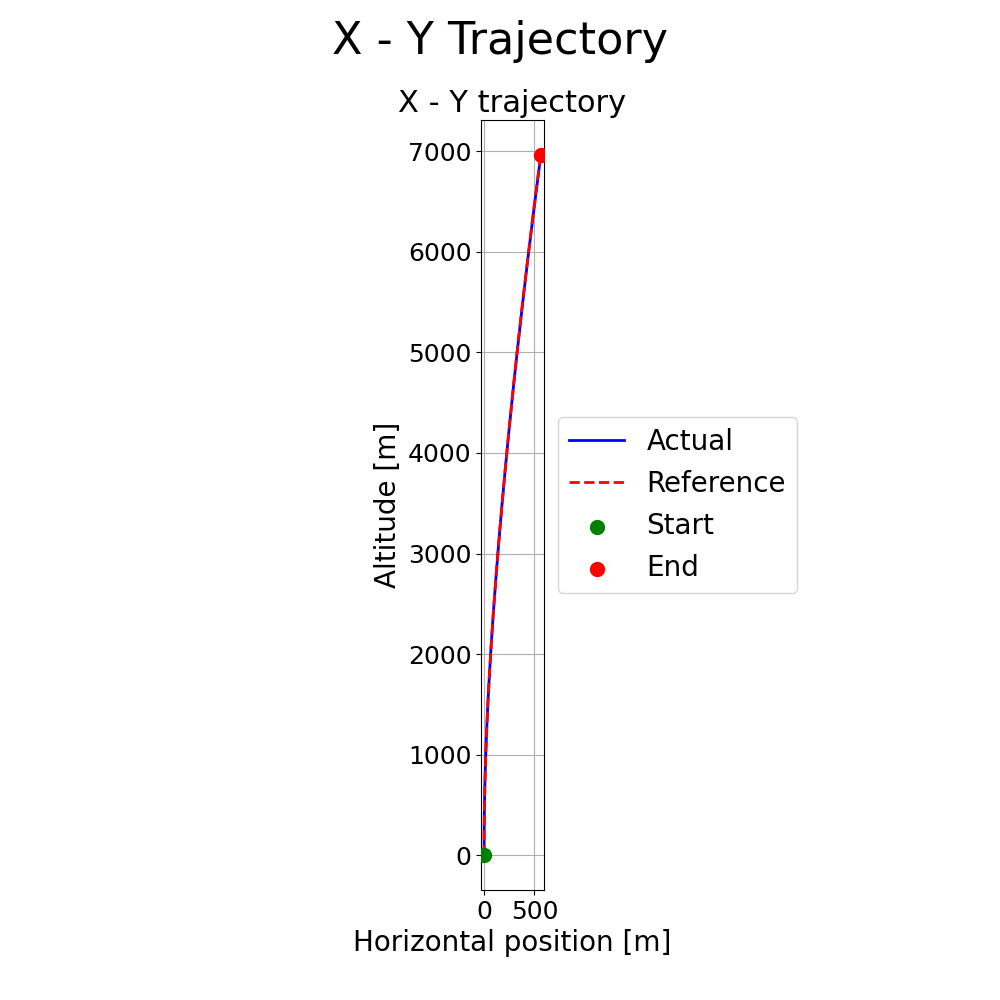 X - Y Trajectory
X - Y trajectory
7000
6000
5000
4000
3000
2000
1000
0
Altitude [m]
0 500
Horizontal position [m]
Actual
Reference
Start
End